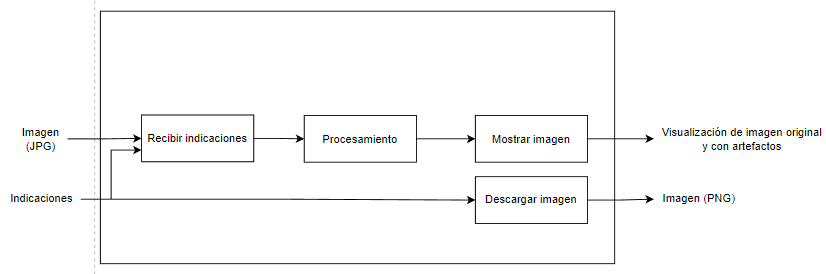 Imagen
(JPG)
Recibir indicaciones
Procesamiento
Mostrar imagen
Visualización de imagen original
y con artefactos
Indicaciones
Descargar imagen
Imagen (PNG)